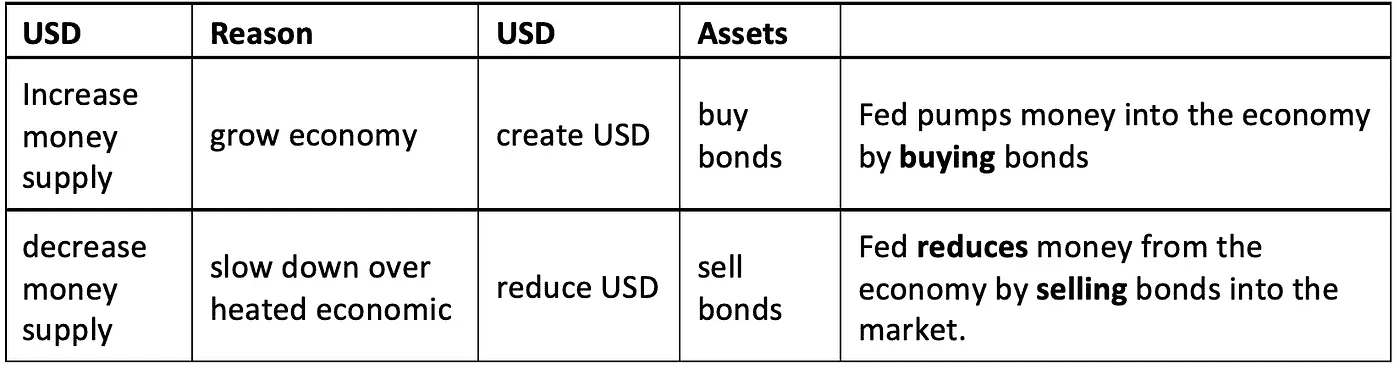 USD Reason USD Assets
Increase
money
supply
grow economy
create USD
buy
bonds
Fed pumps money into the economy
by buying bonds
decrease
money
supply
slow down over
heated economic
reduce USD
sell
bonds
Fed reduces money from the
economy by selling bonds into the
market.